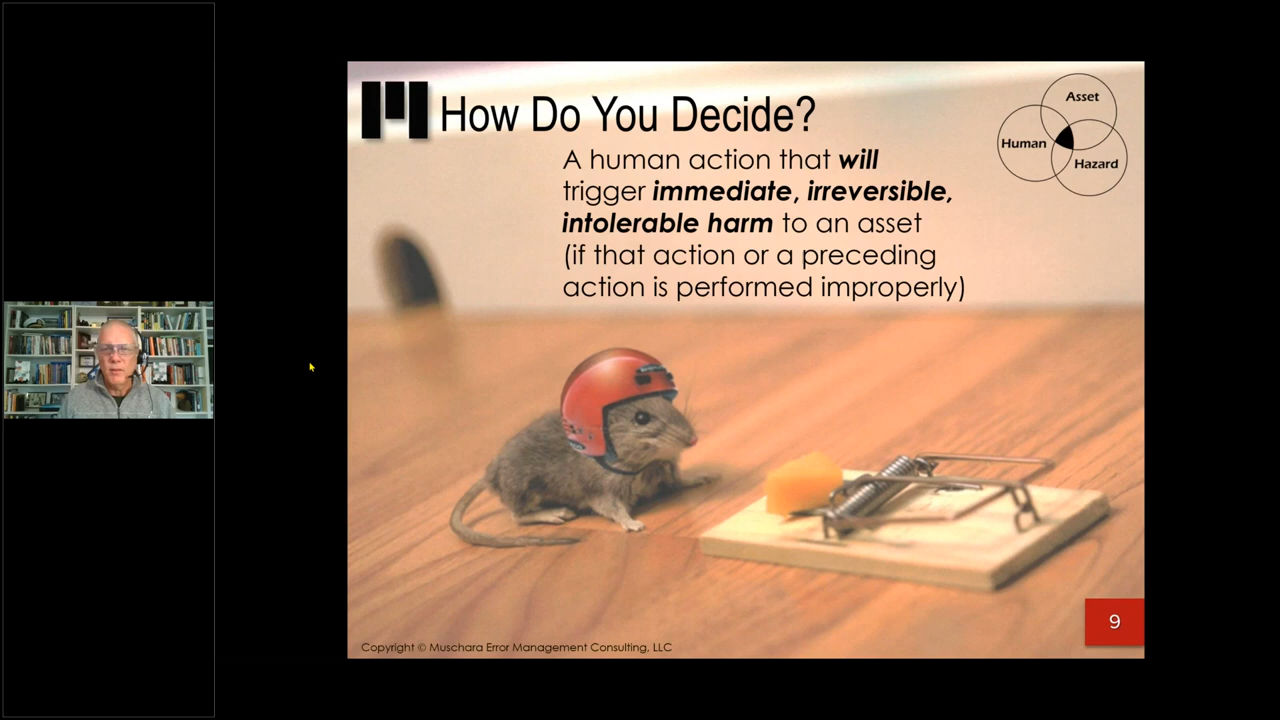 How Do You Decide?
A human action that will
trigger immediate, irreversible,
intolerable harm to an asset
(if that action or a preceding
action is performed improperly)
Asset
Human
Hazard
9
Copyright © Muschara Error Management Consulting, LLC